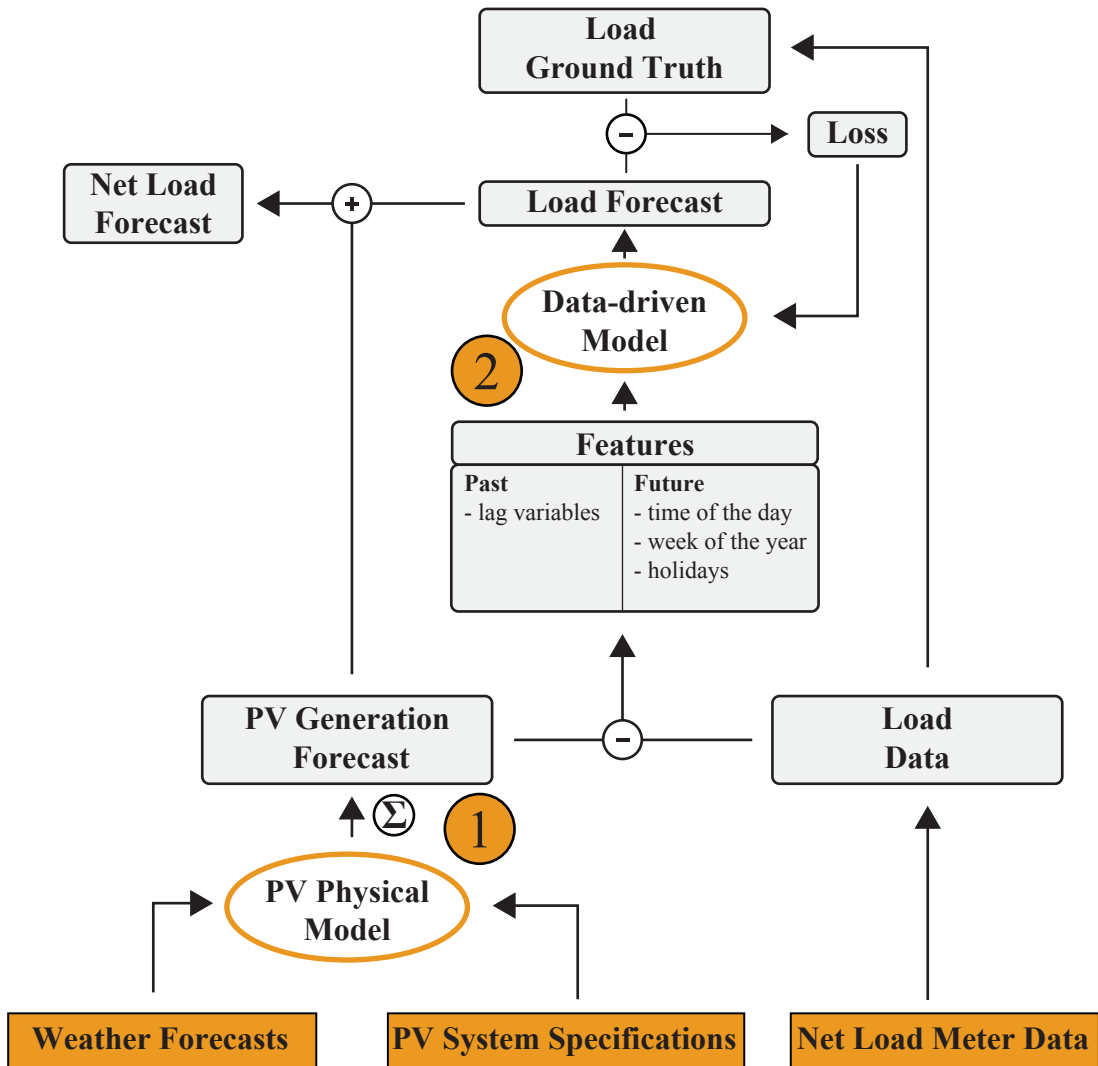 Load
Ground Truth
-
Loss
Net Load
Forecast
+
Load Forecast
Data-driven
Model
2
Features
Past
- lag variables
Future
- time of the day
- week of the year
- holidays
PV Generation
Forecast
-
Load
Data
Σ
1
PV Physical
Model
Weather Forecasts
PV System Specifications
Net Load Meter Data